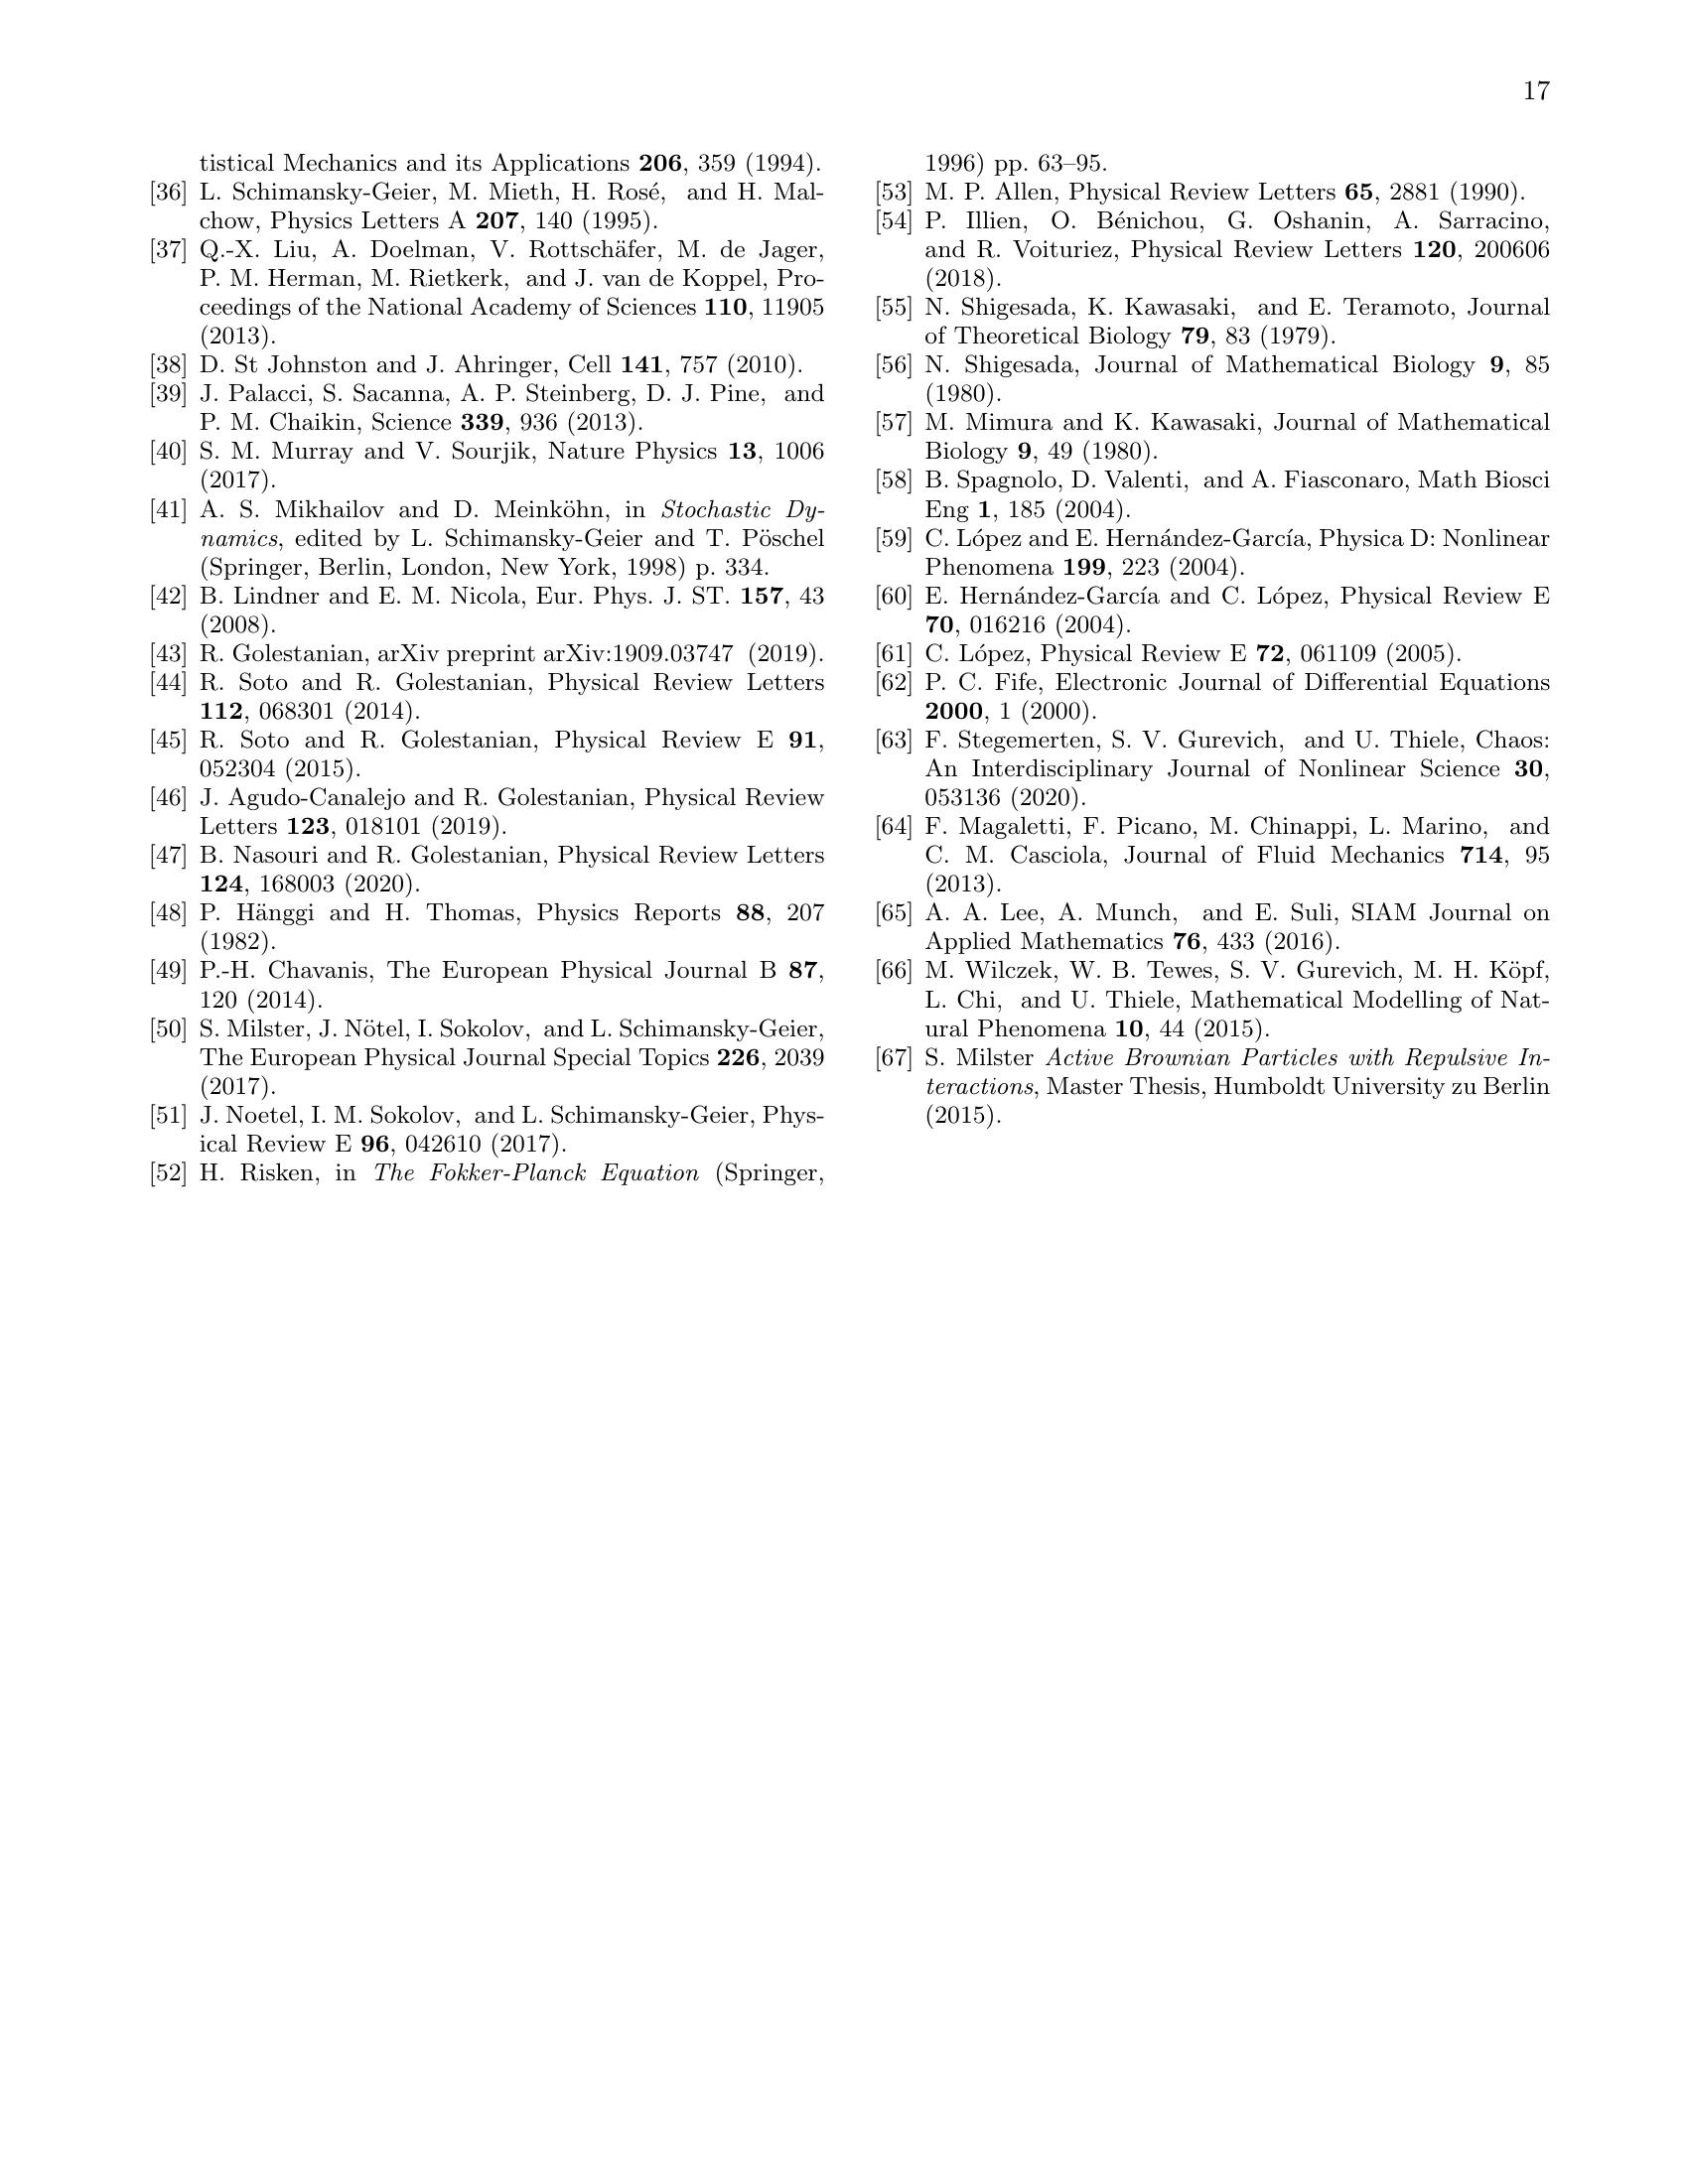 17
tistical Mechanics and its Applications 206, 359 (1994).
[36] L. Schimansky-Geier, M. Mieth, H. Rosé, and H. Mal-
chow, Physics Letters A 207, 140 (1995).
[37] Q.-X. Liu, A. Doelman, V. Rottschäfer, M. de Jager,
P. M. Herman, M. Rietkerk, and J. van de Koppel, Pro-
ceedings of the National Academy of Sciences 110, 11905
(2013).
[38] D. St Johnston and J. Ahringer, Cell 141, 757 (2010).
[39] J. Palacci, S. Sacanna, A. P. Steinberg, D. J. Pine, and
P. M. Chaikin, Science 339, 936 (2013).
[40] S. M. Murray and V. Sourjik, Nature Physics 13, 1006
(2017).
[41] A. S. Mikhailov and D. Meinköhn, in Stochastic Dy-
namics, edited by L. Schimansky-Geier and T. Pöschel
(Springer, Berlin, London, New York, 1998) p. 334.
[42] B. Lindner and E. M. Nicola, Eur. Phys. J. ST. 157, 43
(2008).
[43] R. Golestanian, arXiv preprint arXiv:1909.03747 (2019).
[44] R. Soto and R. Golestanian, Physical Review Letters
112, 068301 (2014).
[45] R. Soto and R. Golestanian, Physical Review E 91,
052304 (2015).
[46] J. Agudo-Canalejo and R. Golestanian, Physical Review
Letters 123, 018101 (2019).
[47] B. Nasouri and R. Golestanian, Physical Review Letters
124, 168003 (2020).
[48] P. Hänggi and H. Thomas, Physics Reports 88, 207
(1982).
[49] P.-H. Chavanis, The European Physical Journal B 87,
120 (2014).
[50] S. Milster, J. Nötel, I. Sokolov, and L. Schimansky-Geier,
The European Physical Journal Special Topics 226, 2039
(2017).
[51] J. Noetel, I. M. Sokolov, and L. Schimansky-Geier, Phys-
ical Review E 96, 042610 (2017).
[52] H. Risken, in The Fokker-Planck Equation (Springer,
1996) pp. 63–95.
[53] M. P. Allen, Physical Review Letters 65, 2881 (1990).
[54] P. Illien, O. Bénichou, G. Oshanin, A. Sarracino,
and R. Voituriez, Physical Review Letters 120, 200606
(2018).
[55] N. Shigesada, K. Kawasaki, and E. Teramoto, Journal
of Theoretical Biology 79, 83 (1979).
[56] N. Shigesada, Journal of Mathematical Biology 9, 85
(1980).
[57] M. Mimura and K. Kawasaki, Journal of Mathematical
Biology 9, 49 (1980).
[58] B. Spagnolo, D. Valenti, and A. Fiasconaro, Math Biosci
Eng 1, 185 (2004).
[59] C. López and E. Hernández-García, Physica D: Nonlinear
Phenomena 199, 223 (2004).
[60] E. Hernández-García and C. López, Physical Review E
70, 016216 (2004).
[61] C. López, Physical Review E 72, 061109 (2005).
[62] P. C. Fife, Electronic Journal of Differential Equations
2000, 1 (2000).
[63] F. Stegemerten, S. V. Gurevich, and U. Thiele, Chaos:
An Interdisciplinary Journal of Nonlinear Science 30,
053136 (2020).
[64] F. Magaletti, F. Picano, M. Chinappi, L. Marino, and
C. M. Casciola, Journal of Fluid Mechanics 714, 95
(2013).
[65] A. A. Lee, A. Munch, and E. Suli, SIAM Journal on
Applied Mathematics 76, 433 (2016).
[66] M. Wilczek, W. B. Tewes, S. V. Gurevich, M. H. Köpf,
L. Chi, and U. Thiele, Mathematical Modelling of Nat-
ural Phenomena 10, 44 (2015).
[67] S. Milster Active Brownian Particles with Repulsive In-
teractions, Master Thesis, Humboldt University zu Berlin
(2015).